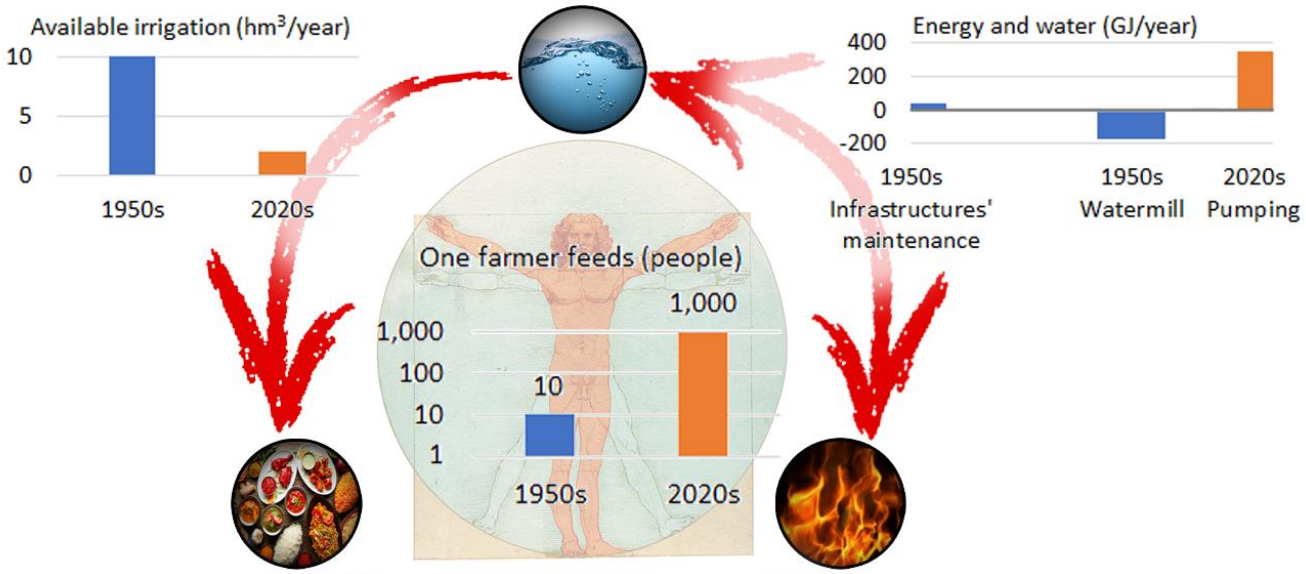 Available irrigation (hm³/year)
10
5
0
1950s 2020s
Energy and water (GJ/year)
400
200
0
-200
1950s 1950s 2020s
Infrastructures' Watermill Pumping
maintenance
One farmer feeds (people)
1,000
1,000
100
10
10
1
1950s 2020s